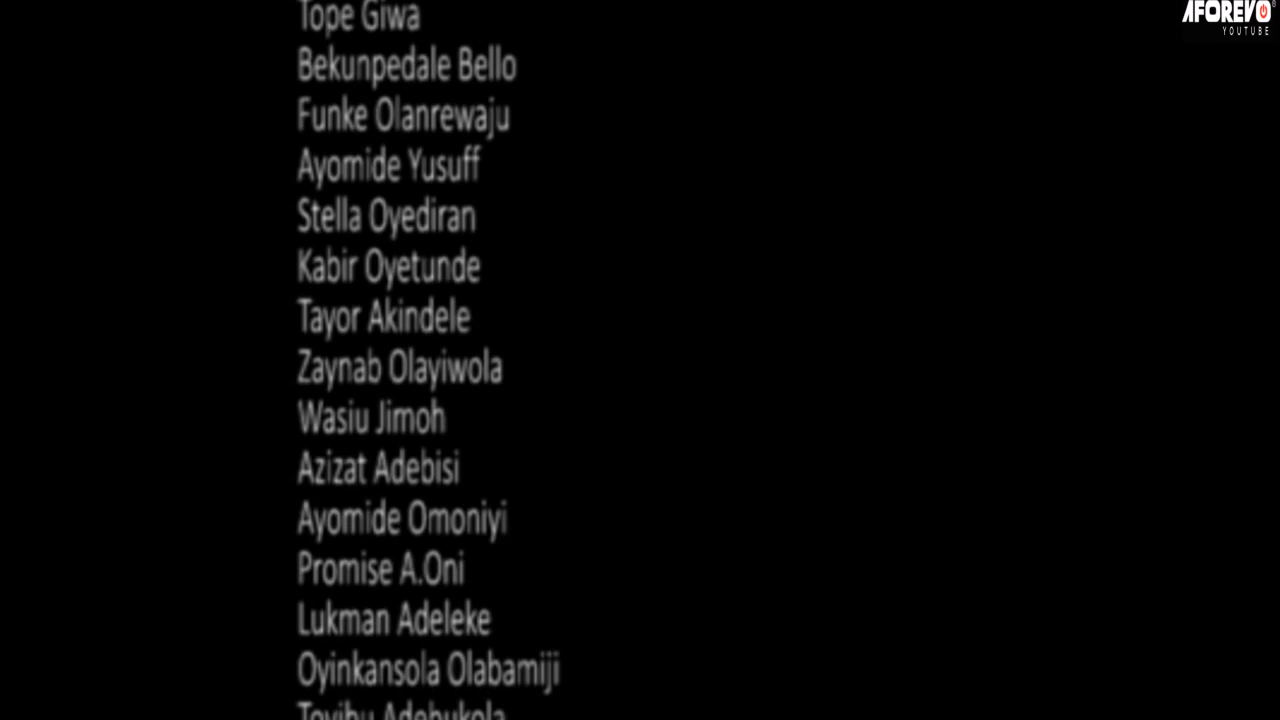 AFOREVO
YOUTUBE
Tope Giwa
Bekunpedale Bello
Funke Olanrewaju
Ayomide Yusuff
Stella Oyediran
Kabir Oyetunde
Tayor Akindele
Zaynab Olayiwola
Wasiu Jimoh
Azizat Adebisi
Ayomide Omoniyi
Promise A.Oni
Lukman Adeleke
Oyinkansola Olabamiji